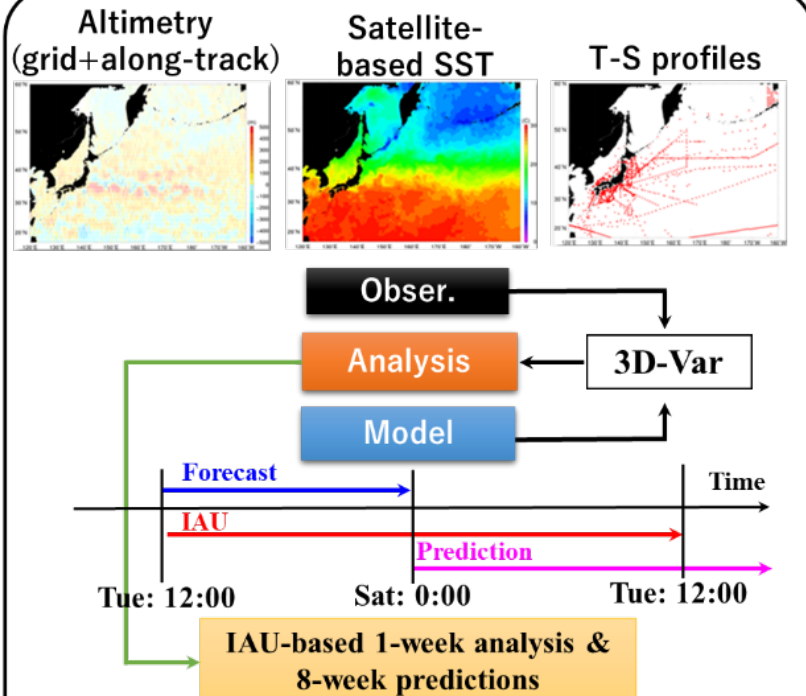 Altimetry
(grid+along-track)
Satellite-
based SST
T-S profiles
Obser.
Analysis
3D-Var
Model
Forecast
Time
IAU
Prediction
Tue: 12:00
Sat: 0:00
Tue: 12:00
IAU-based 1-week analysis &
8-week predictions